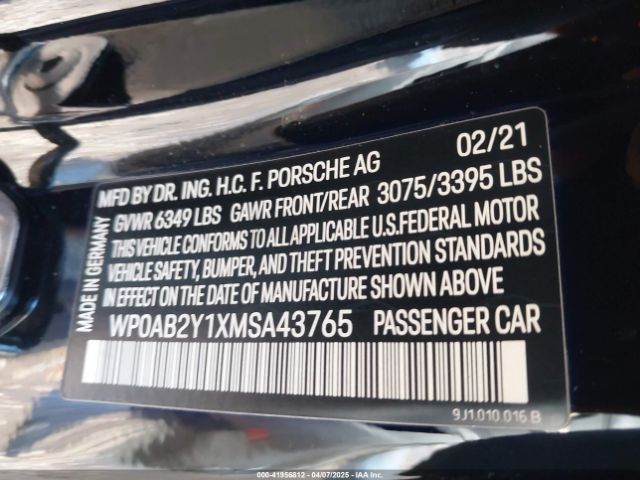 02/21
MFD BY DR. ING. H.C. F. PORSCHE AG
GVWR 6349 LBS GAWR FRONT/REAR 3075/3395 LBS
THIS VEHICLE CONFORMS TO ALL APPLICABLE U.S. FEDERAL MOTOR
VEHICLE SAFETY, BUMPER, AND THEFT PREVENTION STANDARDS
IN EFFECT ON THE DATE OF MANUFACTURE SHOWN ABOVE
MADE IN GERMANY
WP0AB2Y1XMSA43765 PASSENGER CAR
9J1.010.016 B
000-41956812 - 04/07/2025 - IAA Inc.